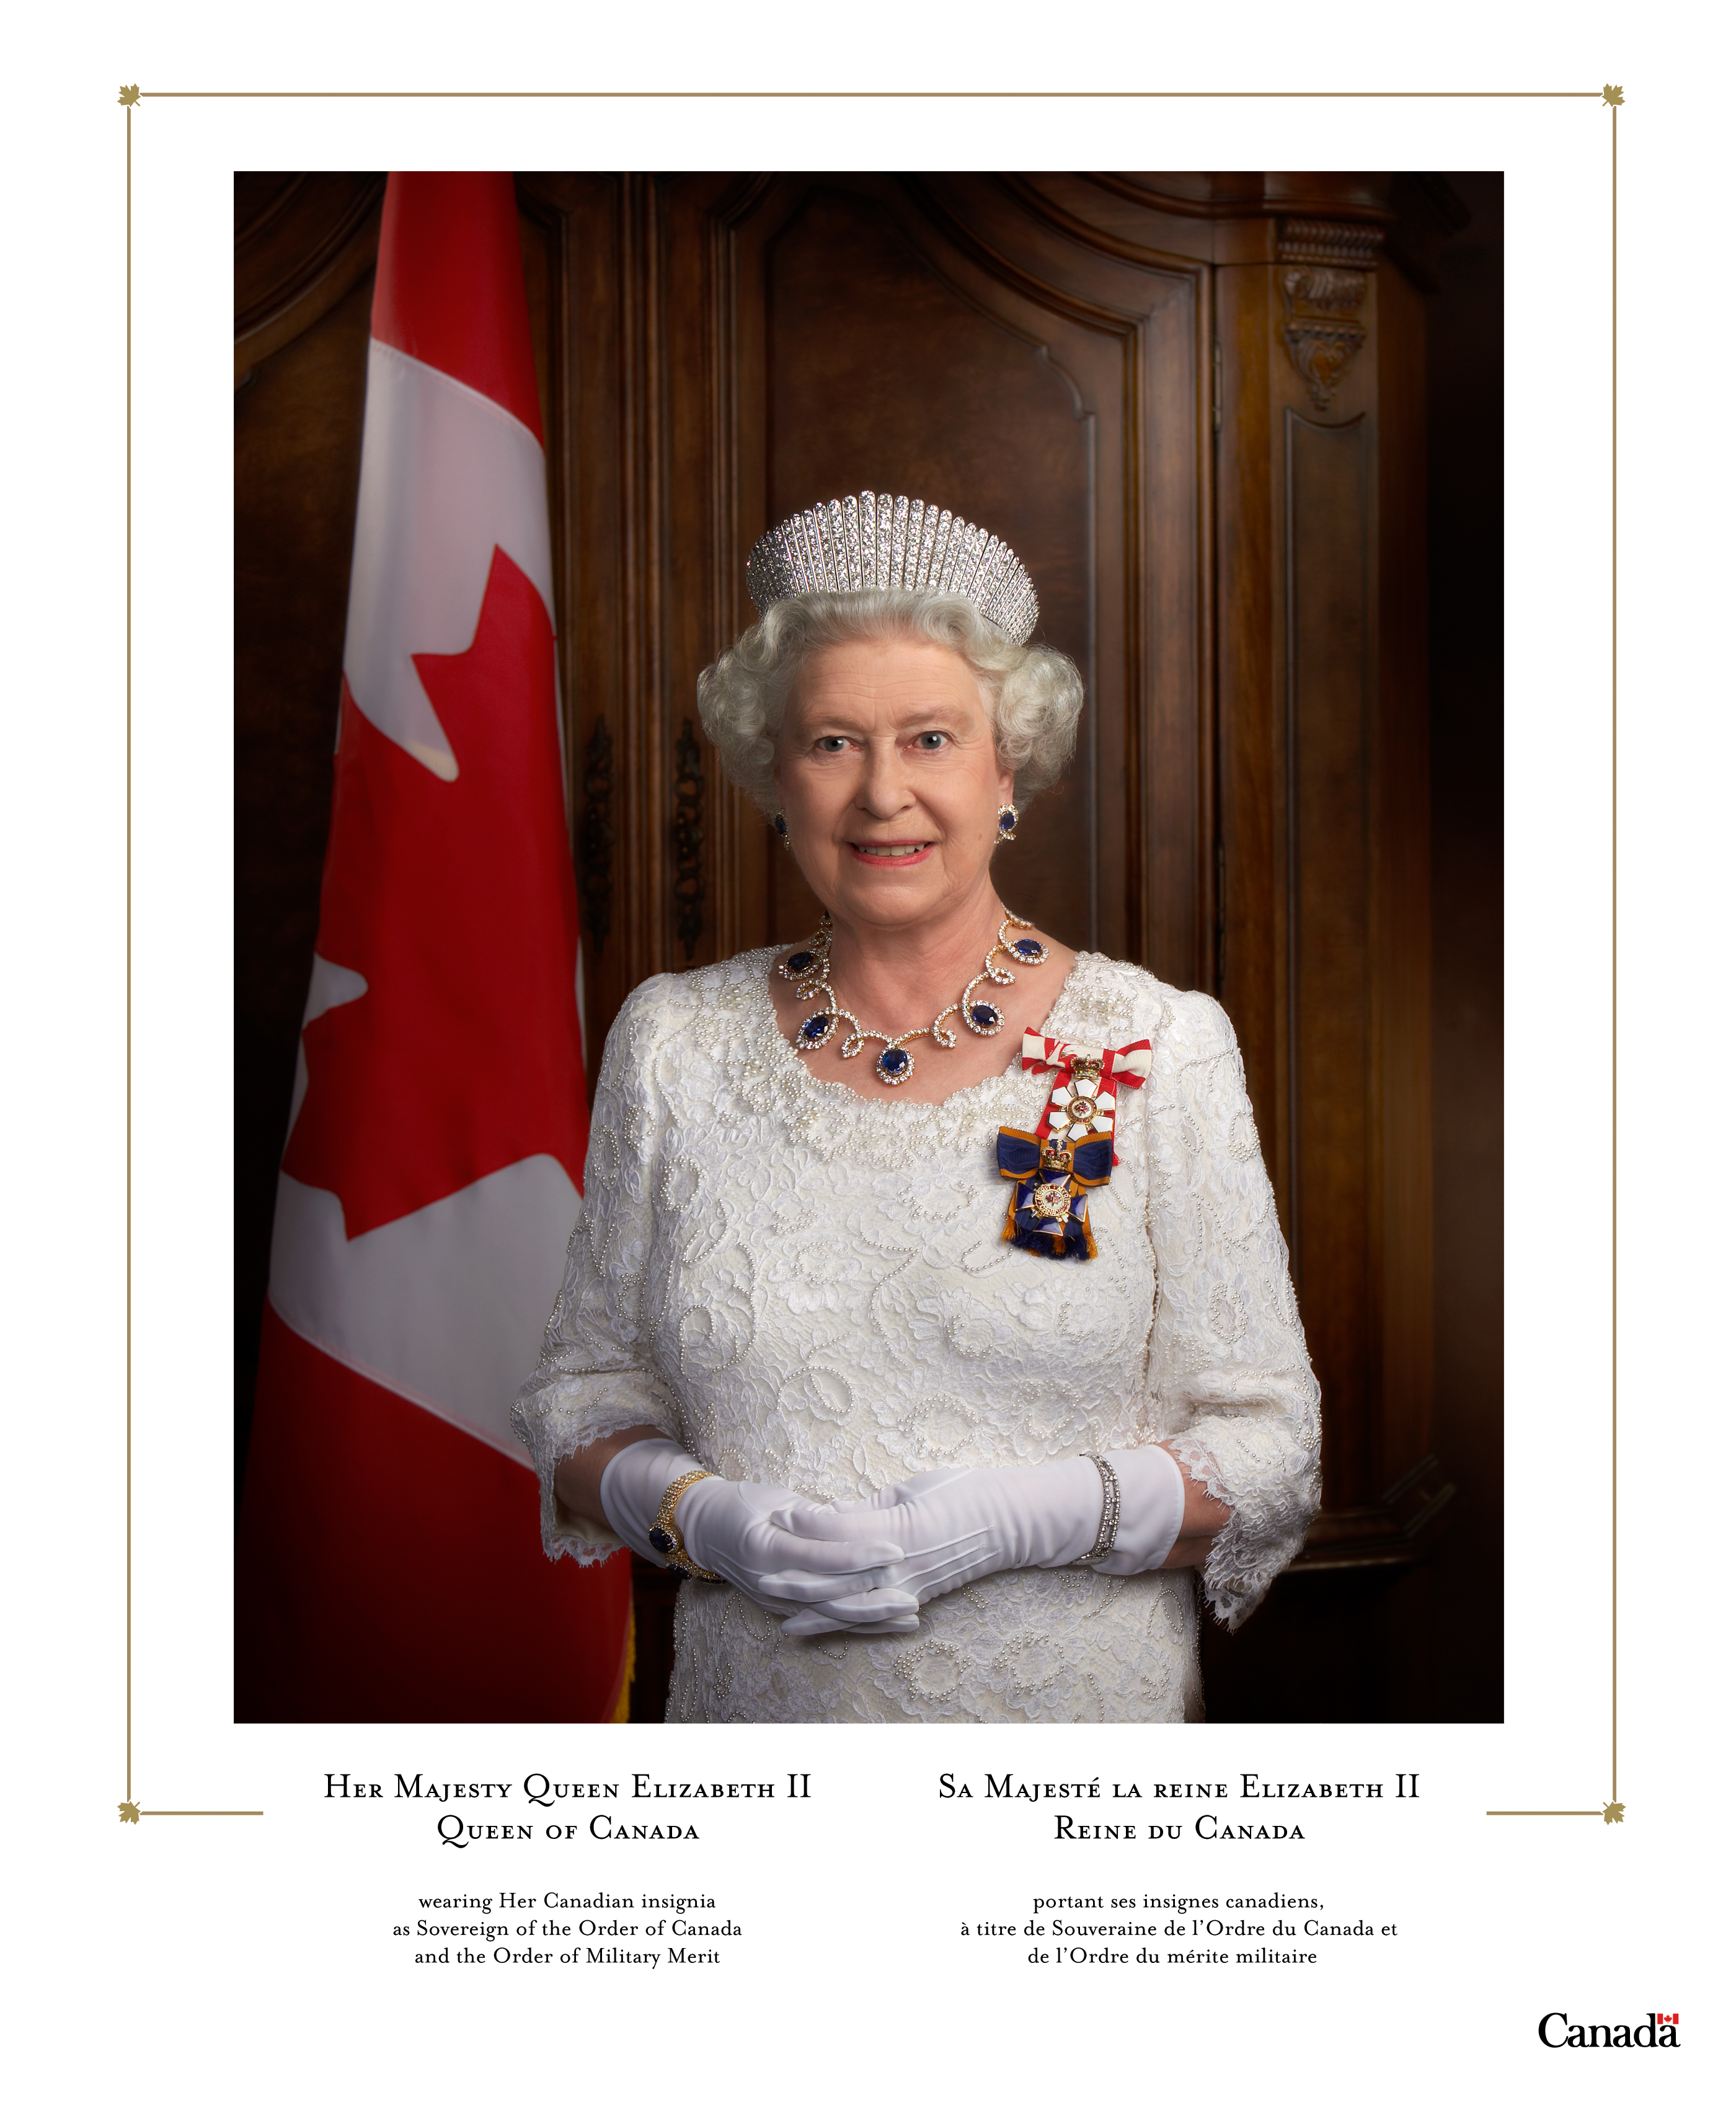 Her Majesty Queen Elizabeth II
Queen of Canada
wearing Her Canadian insignia
as Sovereign of the Order of Canada
and the Order of Military Merit
Sa Majesté la reine Elizabeth II
Reine du Canada
portant ses insignes canadiens,
à titre de Souveraine de l’Ordre du Canada et
de l’Ordre du mérite militaire
Canada